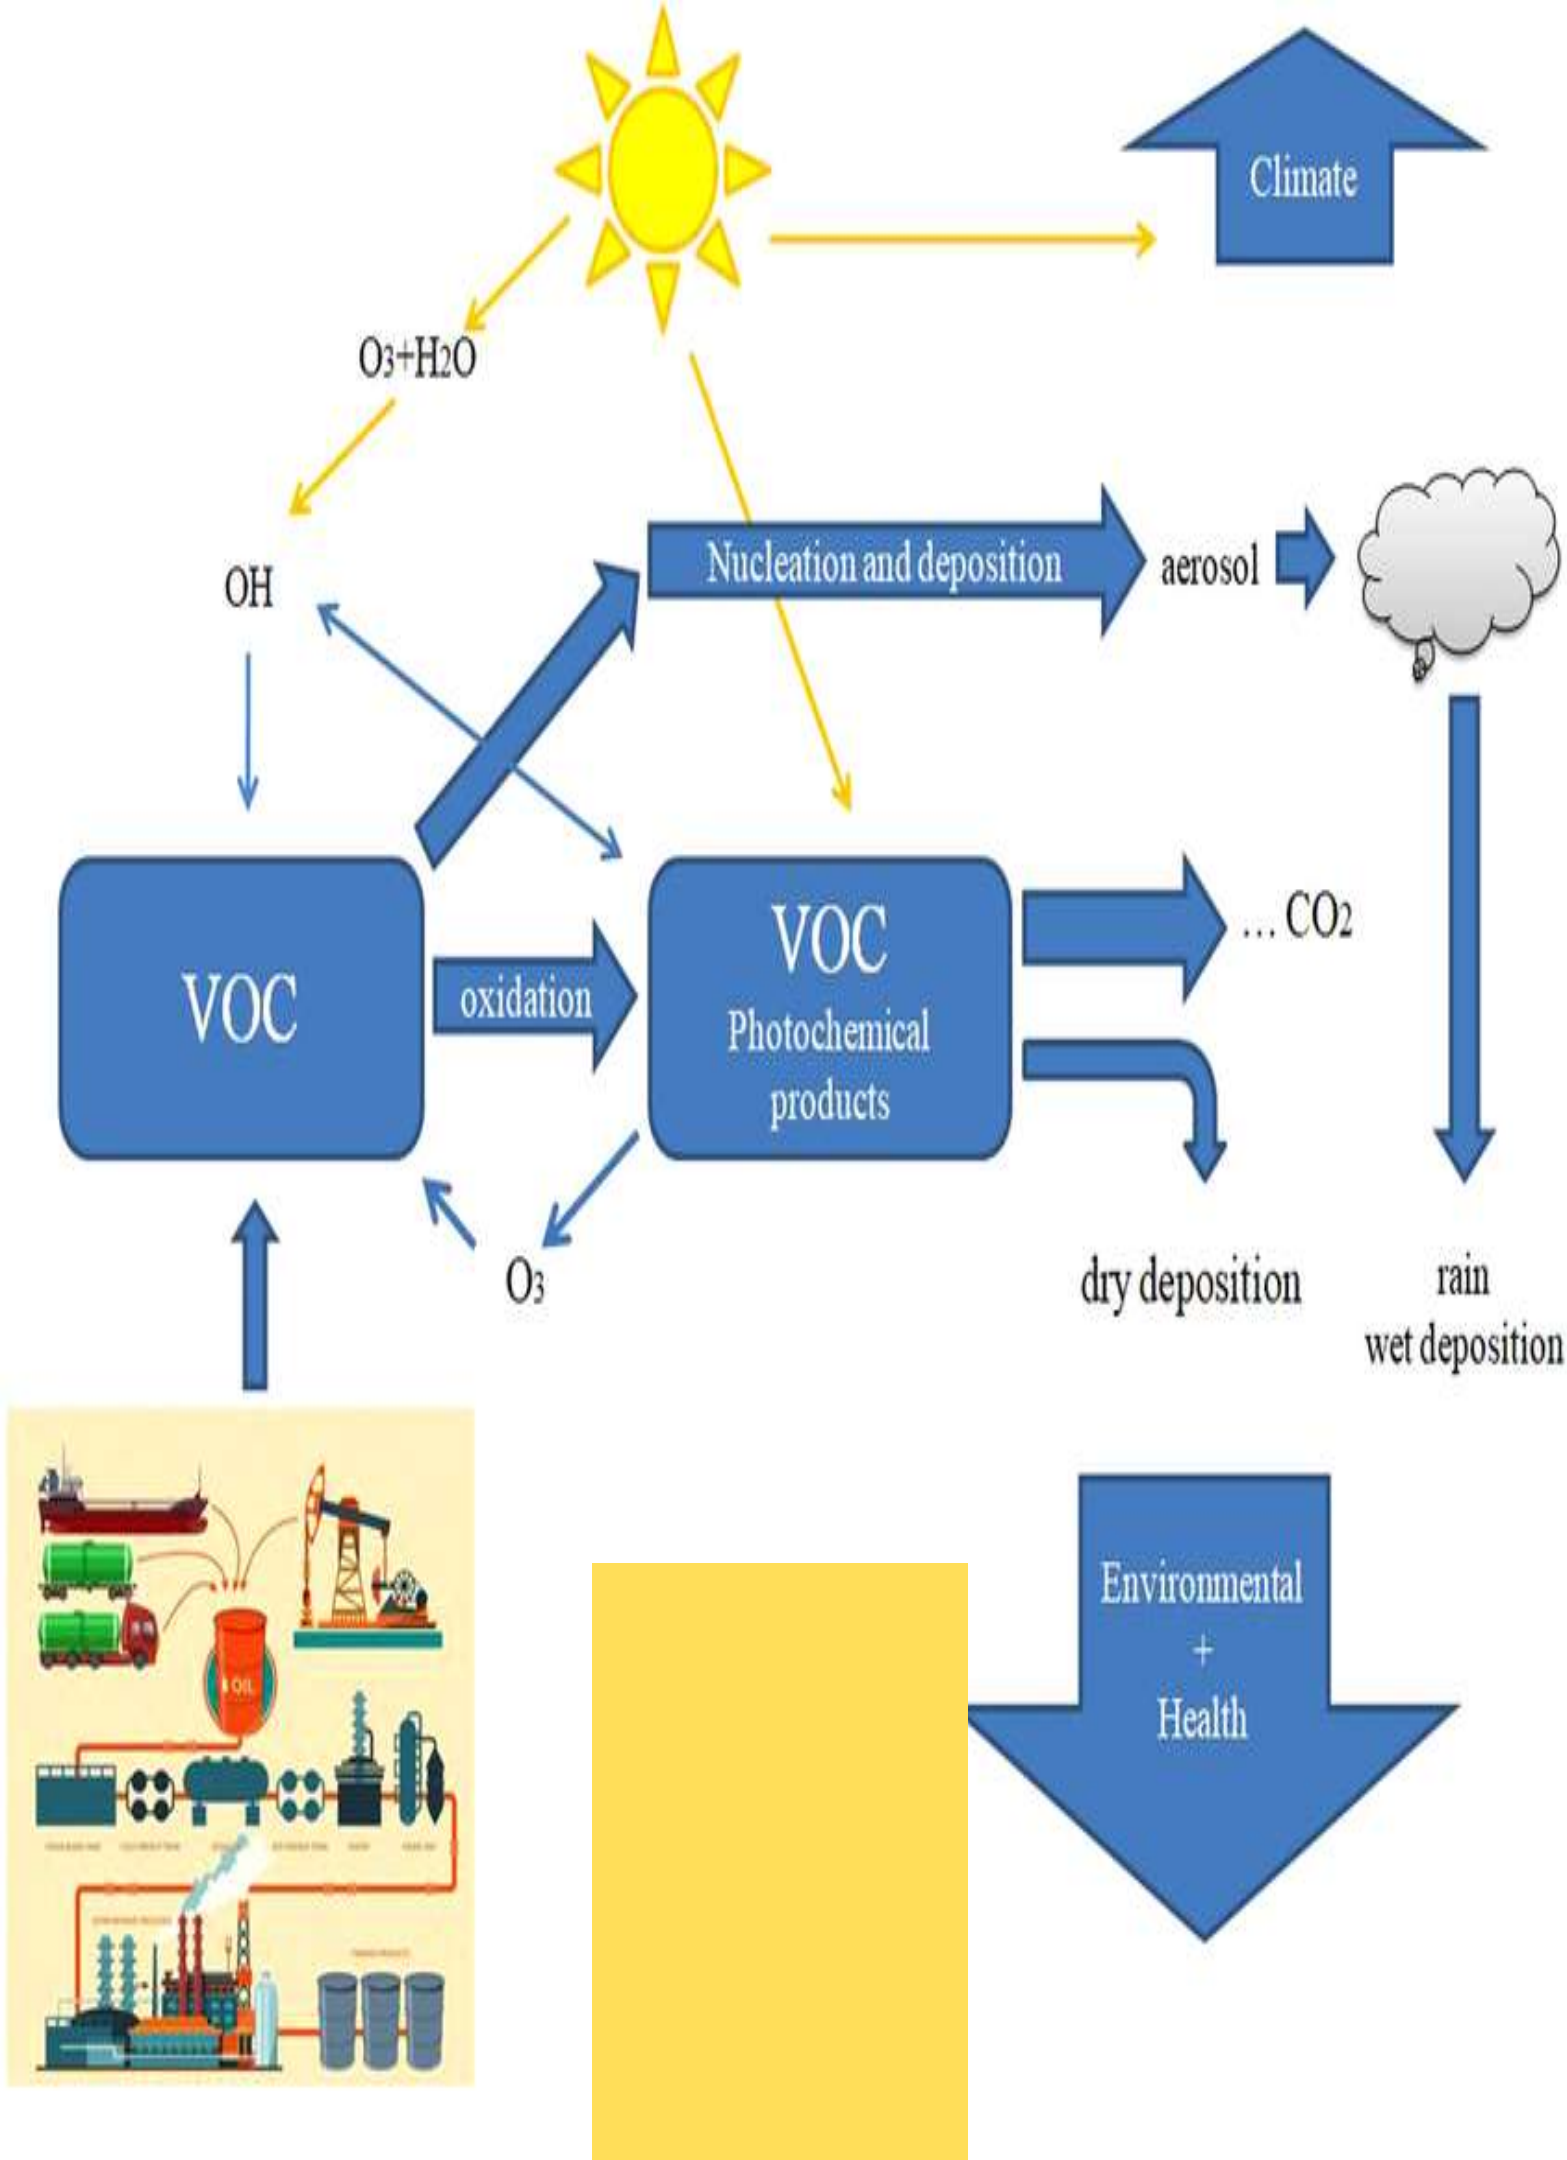 Climate
O3+H2O
Nucleation and deposition
aerosol
OH
VOC
oxidation
VOC
Photochemical
products
... CO2
O3
dry deposition
rain
wet deposition
OIL
Environmental
+
Health